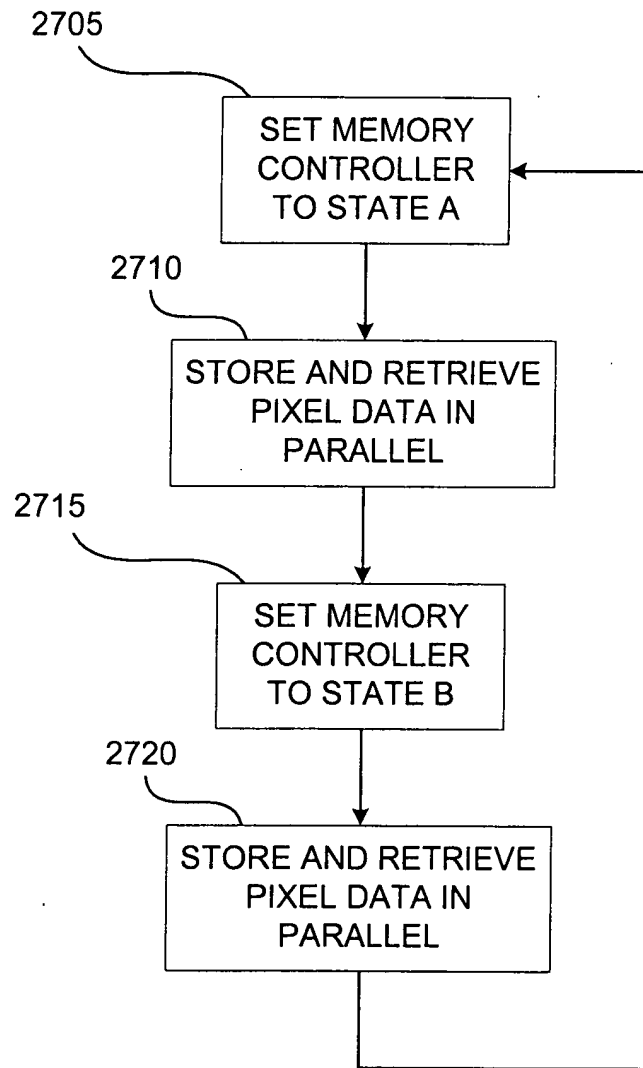 2705
SET MEMORY
CONTROLLER
TO STATE A
2710
STORE AND RETRIEVE
PIXEL DATA IN
PARALLEL
2715
SET MEMORY
CONTROLLER
TO STATE B
2720
STORE AND RETRIEVE
PIXEL DATA IN
PARALLEL